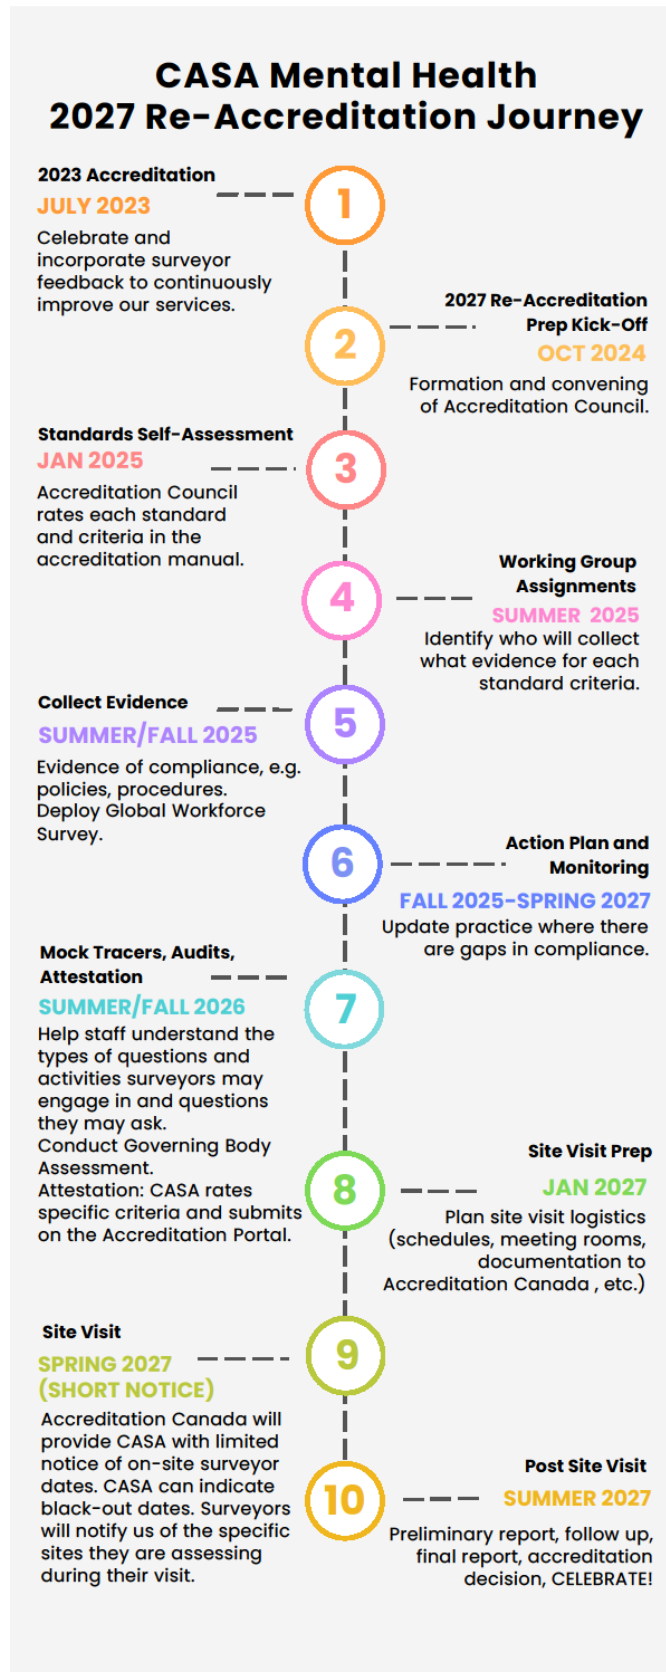 CASA Mental Health
2027 Re-Accreditation Journey
2023 Accreditation
JULY 2023
Celebrate and
incorporate surveyor
feedback to continuously
improve our services.
1
2027 Re-Accreditation
Prep Kick-Off
OCT 2024
Formation and convening
of Accreditation Council.
2
Standards Self-Assessment
JAN 2025
Accreditation Council
rates each standard
and criteria in the
accreditation manual.
3
Working Group
Assignments
SUMMER 2025
Identify who will collect
what evidence for each
standard criteria.
4
Collect Evidence
SUMMER/FALL 2025
Evidence of compliance, e.g.
policies, procedures.
Deploy Global Workforce
Survey.
5
Action Plan and
Monitoring
FALL 2025-SPRING 2027
Update practice where there
are gaps in compliance.
6
Mock Tracers, Audits,
Attestation
SUMMER/FALL 2026
Help staff understand the
types of questions and
activities surveyors may
engage in and questions
they may ask.
Conduct Governing Body
Assessment.
Attestation: CASA rates
specific criteria and submits
on the Accreditation Portal.
7
Site Visit Prep
JAN 2027
Plan site visit logistics
(schedules, meeting rooms,
documentation to
Accreditation Canada , etc.)
8
Site Visit
SPRING 2027
(SHORT NOTICE)
Accreditation Canada will
provide CASA with limited
notice of on-site surveyor
dates. CASA can indicate
black-out dates. Surveyors
will notify us of the specific
sites they are assessing
during their visit.
9
Post Site Visit
SUMMER 2027
Preliminary report, follow up,
final report, accreditation
decision, CELEBRATE!
10